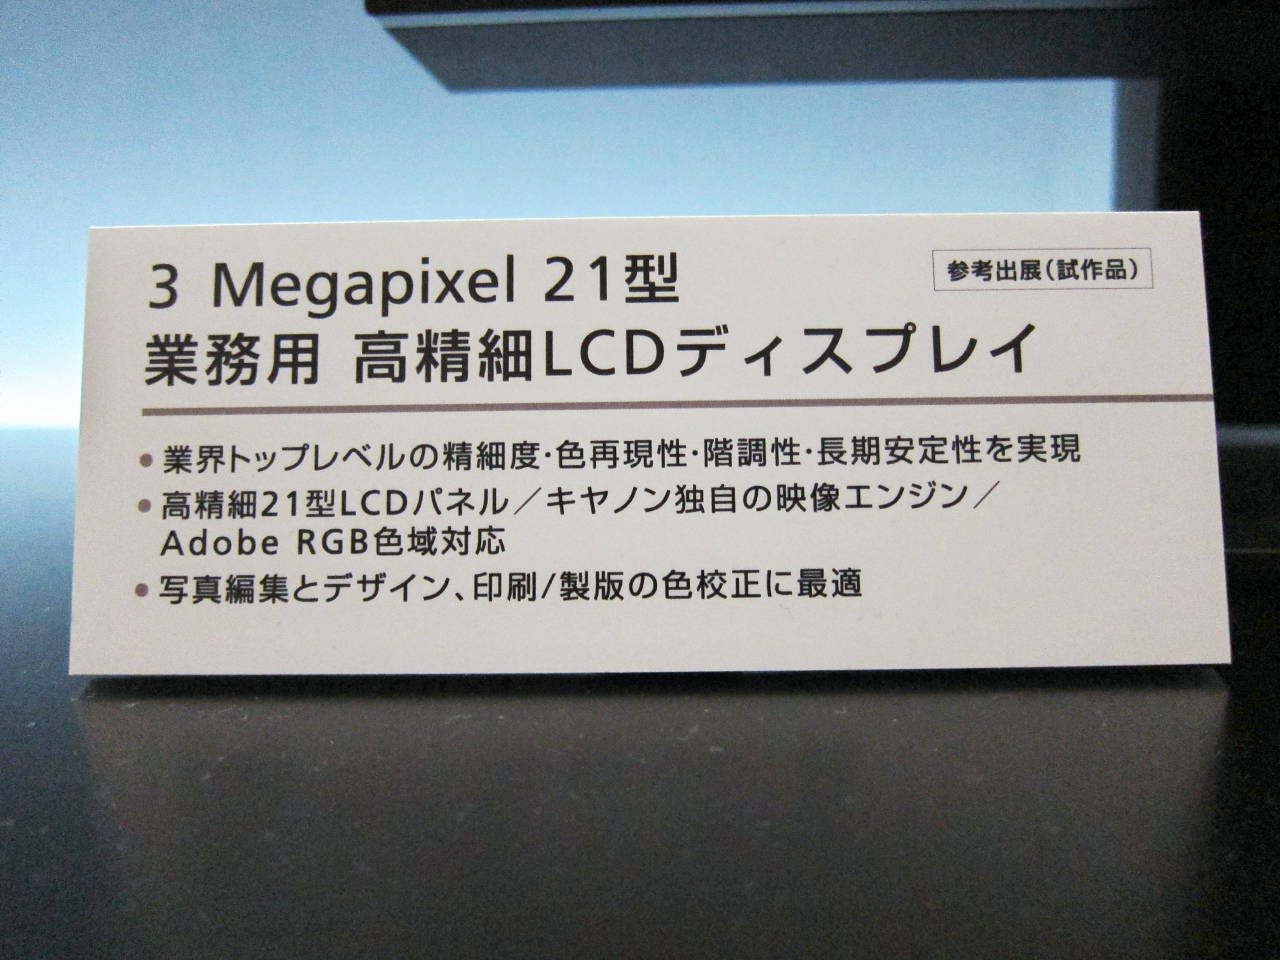 3 Megapixel 21型
参考出展(試作品)
業務用 高精細LCDディスプレイ
•業界トップレベルの精細度・色再現性・階調性・長期安定性を実現
•高精細21型LCDパネル／キヤノン独自の映像エンジン／
Adobe RGB色域対応
•写真編集とデザイン、印刷/製版の色校正に最適